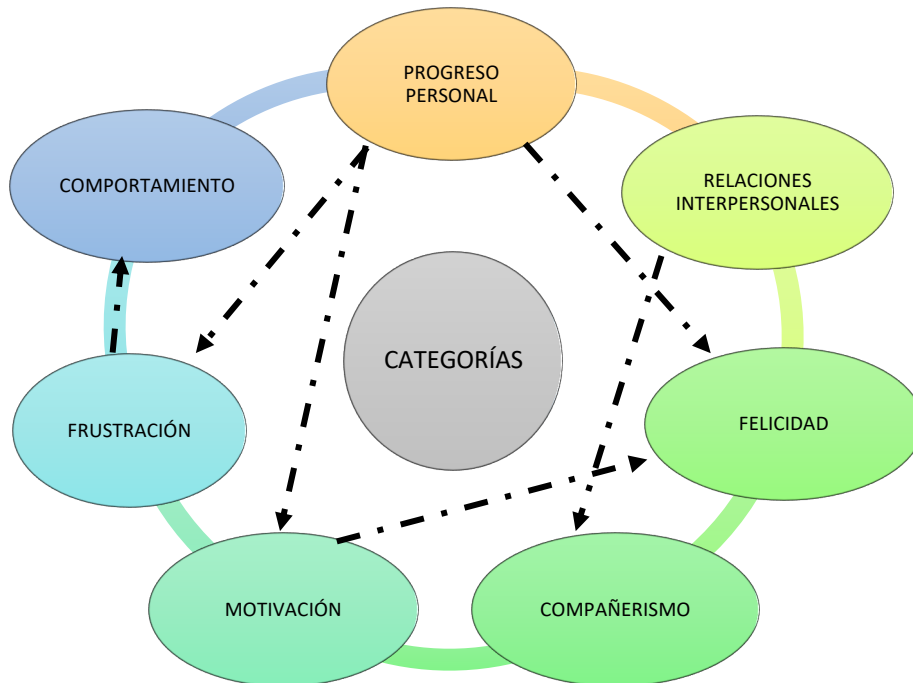 PROGRESO
PERSONAL
COMPORTAMIENTO
RELACIONES
INTERPERSONALES
CATEGORÍAS
FRUSTRACIÓN
FELICIDAD
MOTIVACIÓN
COMPAÑERISMO